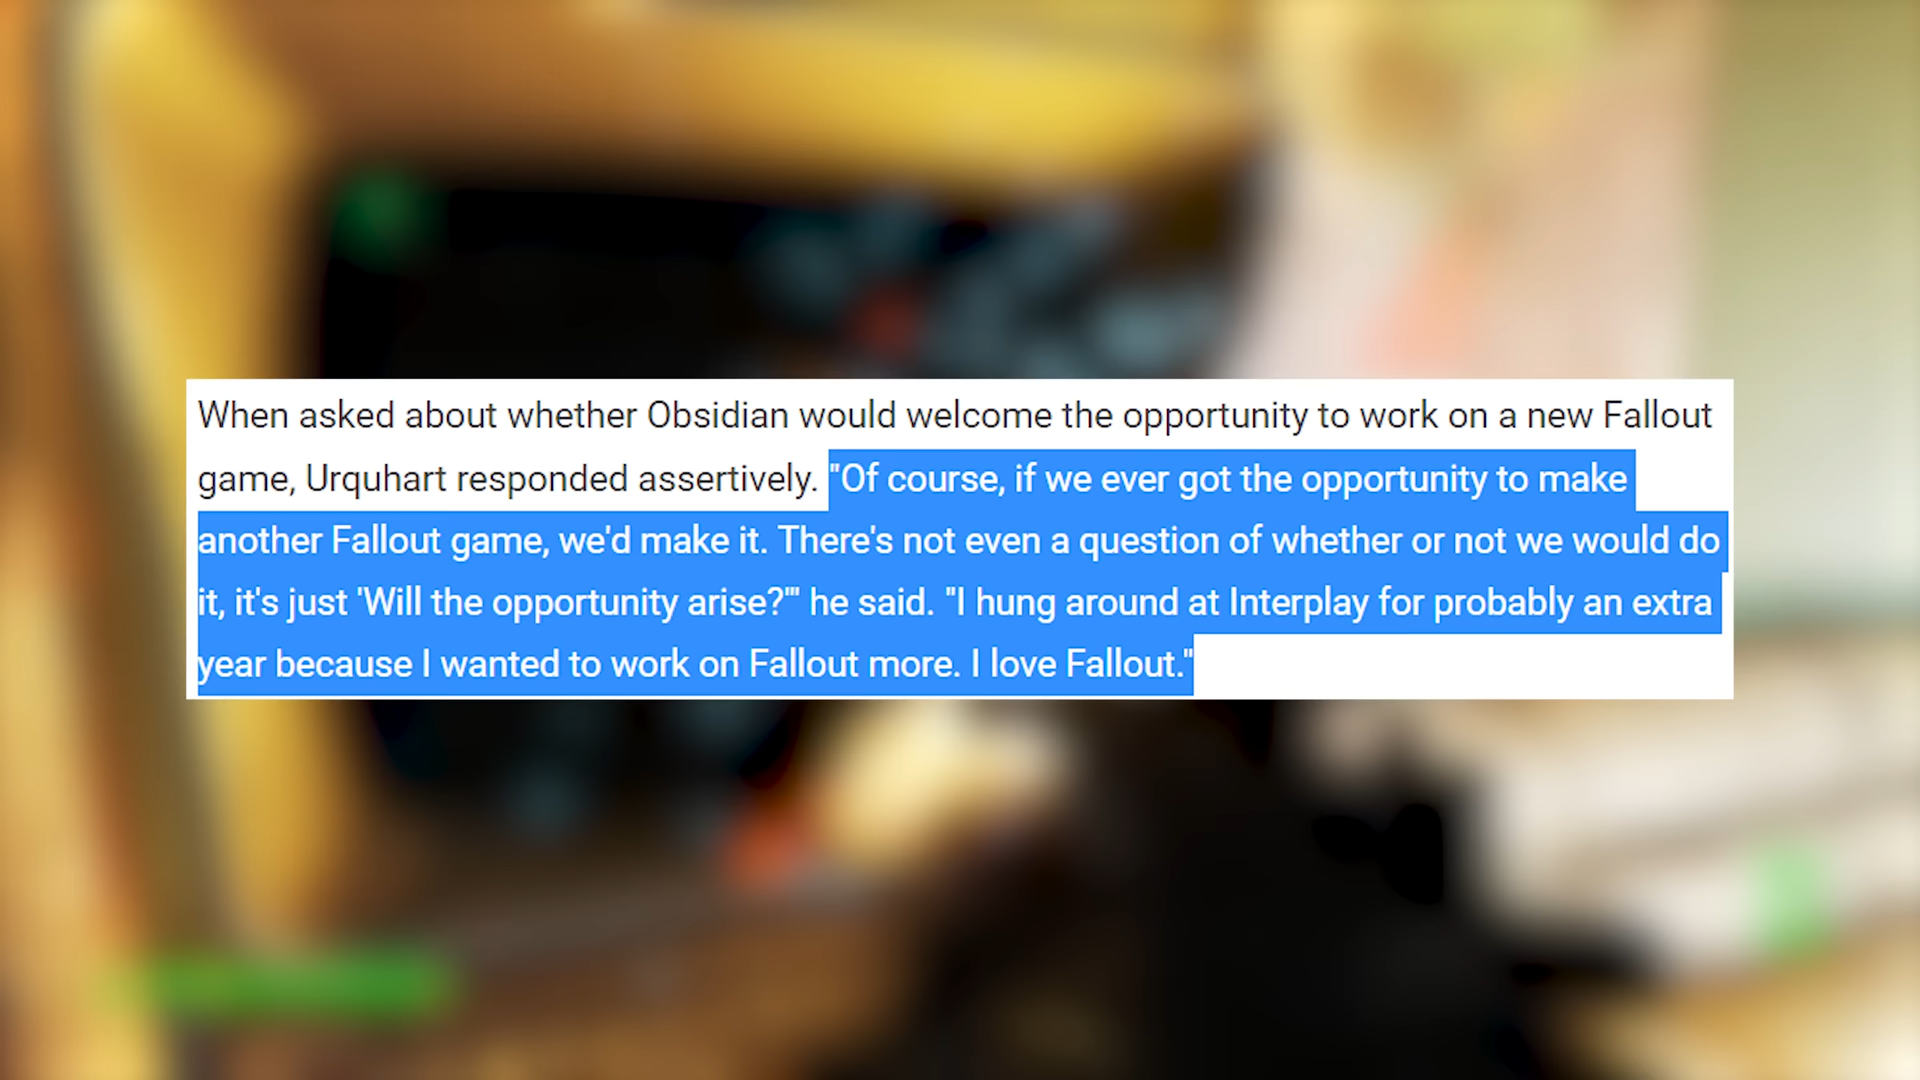 When asked about whether Obsidian would welcome the opportunity to work on a new Fallout
game, Urquhart responded assertively. "Of course, if we ever got the opportunity to make
another Fallout game, we'd make it. There's not even a question of whether or not we would do
it, it's just 'Will the opportunity arise?'" he said. "I hung around at Interplay for probably an extra
year because I wanted to work on Fallout more. I love Fallout."